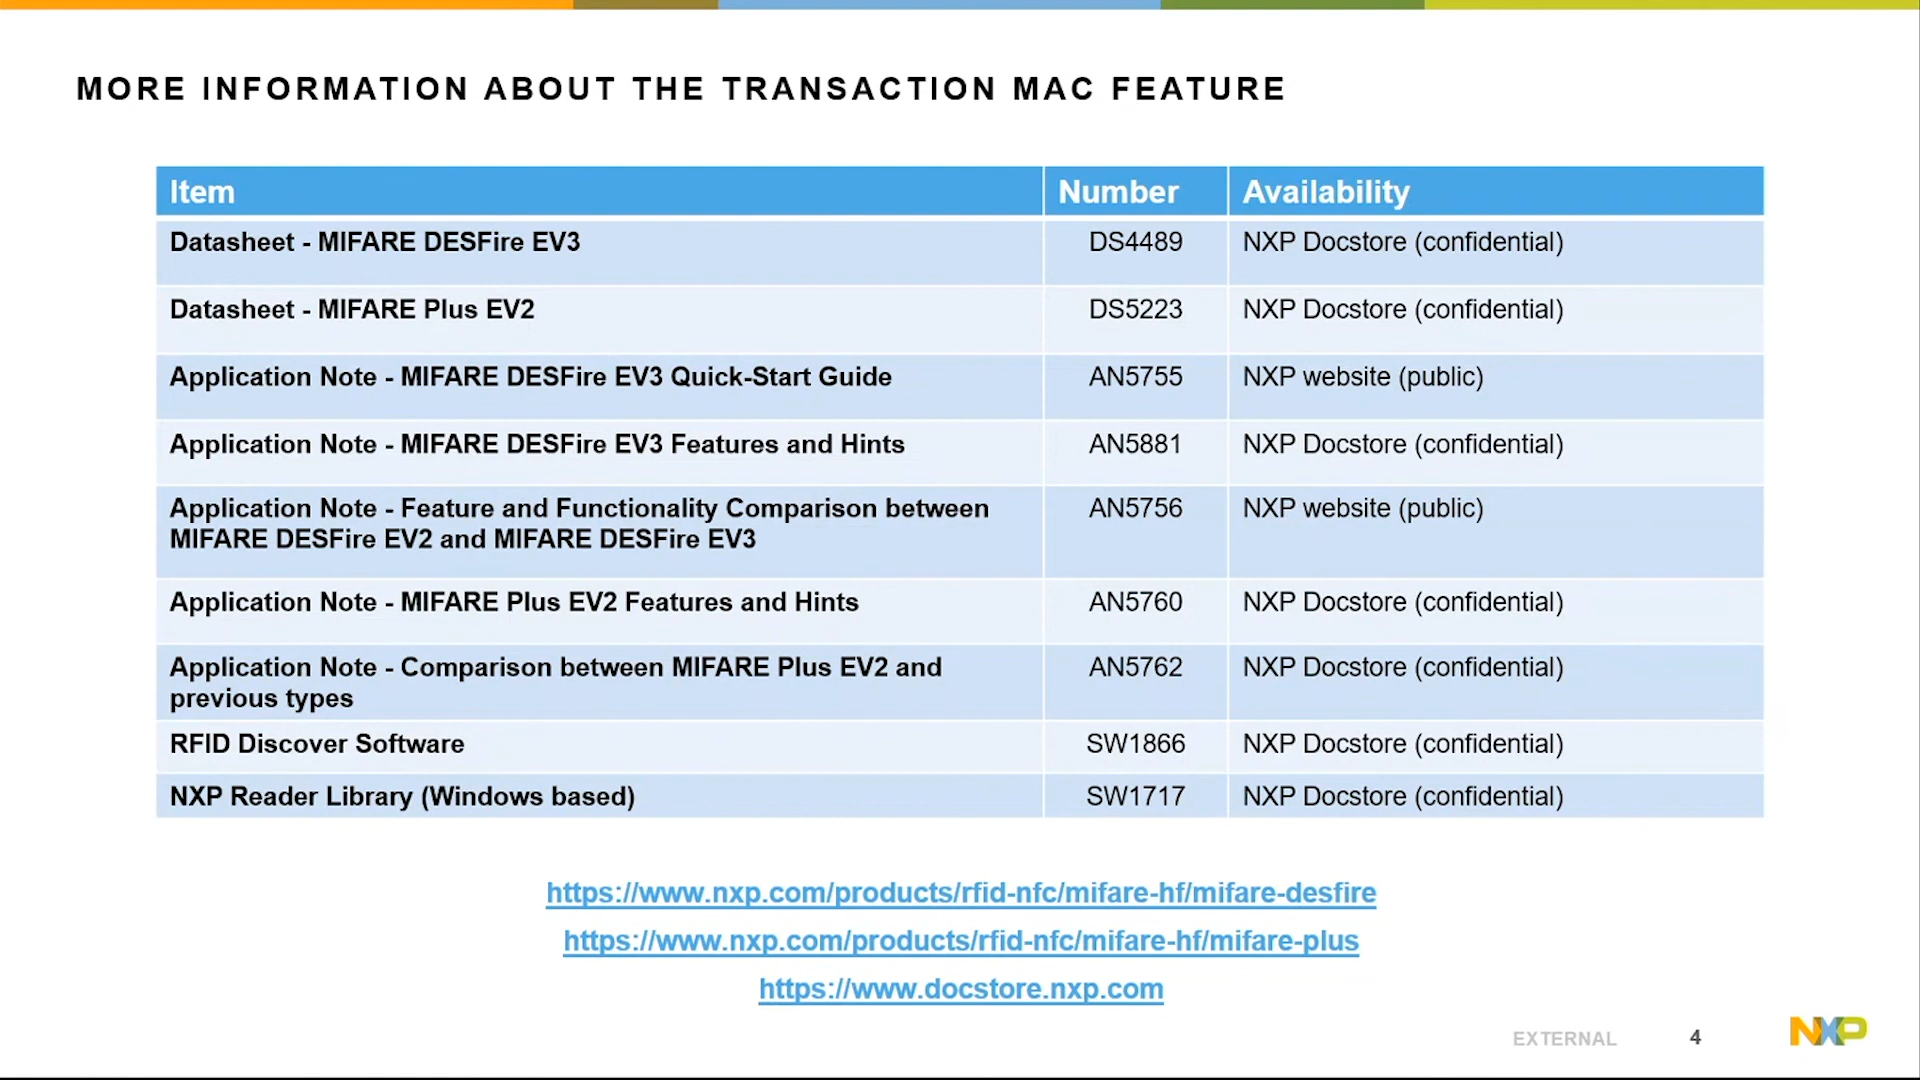 MORE INFORMATION ABOUT THE TRANSACTION MAC FEATURE
Item Number Availability
Datasheet - MIFARE DESFire EV3 DS4489 NXP Docstore (confidential)
Datasheet - MIFARE Plus EV2 DS5223 NXP Docstore (confidential)
Application Note - MIFARE DESFire EV3 Quick-Start Guide AN5755 NXP website (public)
Application Note - MIFARE DESFire EV3 Features and Hints AN5881 NXP Docstore (confidential)
Application Note - Feature and Functionality Comparison between AN5756 NXP website (public)
MIFARE DESFire EV2 and MIFARE DESFire EV3
Application Note - MIFARE Plus EV2 Features and Hints AN5760 NXP Docstore (confidential)
Application Note - Comparison between MIFARE Plus EV2 and AN5762 NXP Docstore (confidential)
previous types
RFID Discover Software SW1866 NXP Docstore (confidential)
NXP Reader Library (Windows based) SW1717 NXP Docstore (confidential)
https://www.nxp.com/products/rfid-nfc/mifare-hf/mifare-desfire
https://www.nxp.com/products/rfid-nfc/mifare-hf/mifare-plus
https://www.docstore.nxp.com
EXTERNAL 4 NXP